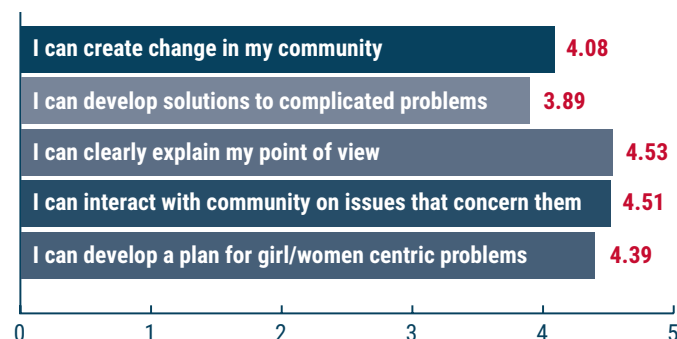 I can create change in my community 4.08
I can develop solutions to complicated problems 3.89
I can clearly explain my point of view 4.53
I can interact with community on issues that concern them 4.51
I can develop a plan for girl/women centric problems 4.39
0 1 2 3 4 5